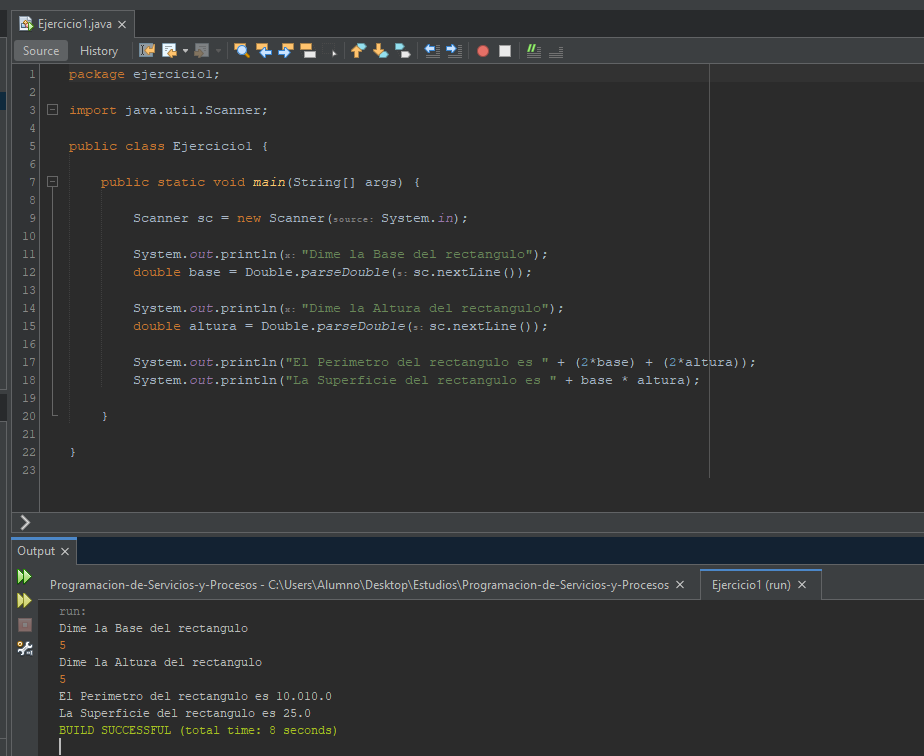 Ejercicio1.java
Source History
1 package ejercicio1;
2
3 import java.util.Scanner;
4
5 public class Ejercicio1 {
6
7 public static void main(String[] args) {
8
9 Scanner sc = new Scanner(source: System.in);
10
11 System.out.println(x: "Dime la Base del rectangulo");
12 double base = Double.parseDouble(s: sc.nextLine());
13
14 System.out.println(x: "Dime la Altura del rectangulo");
15 double altura = Double.parseDouble(s: sc.nextLine());
16
17 System.out.println("El Perimetro del rectangulo es " + (2*base) + (2*altura));
18 System.out.println("La Superficie del rectangulo es " + base * altura);
19
20 }
21
22 }
23
Output
Programacion-de-Servicios-y-Procesos - C:\Users\Alumno\Desktop\Estudios\Programacion-de-Servicios-y-Procesos Ejercicio1 (run)
run:
Dime la Base del rectangulo
5
Dime la Altura del rectangulo
5
El Perimetro del rectangulo es 10.010.0
La Superficie del rectangulo es 25.0
BUILD SUCCESSFUL (total time: 8 seconds)